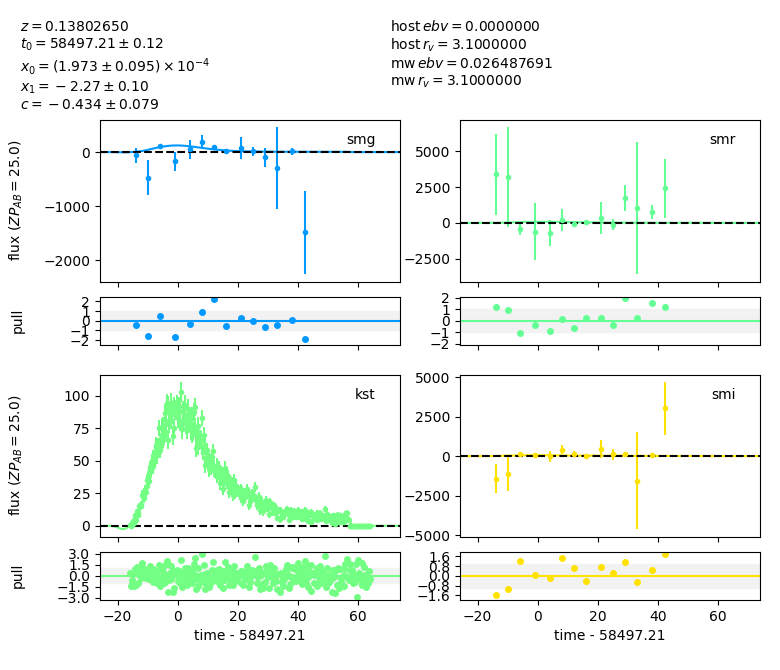 z = 0.13802650
t₀ = 58497.21 ± 0.12
x₀ = (1.973 ± 0.095) × 10⁻⁴
x₁ = −2.27 ± 0.10
c = −0.434 ± 0.079
host ebv = 0.0000000
host r_v = 3.1000000
mw ebv = 0.026487691
mw r_v = 3.1000000
flux (ZP_AB = 25.0)
0
−1000
−2000
smg
5000
2500
0
−2500
smr
pull
2
1
0
−1
−2
2
1
0
−1
−2
flux (ZP_AB = 25.0)
100
75
50
25
0
kst
5000
2500
0
−2500
−5000
smi
pull
3.0
1.5
0.0
−1.5
−3.0
1.6
0.8
0.0
−0.8
−1.6
−20 0 20 40 60
−20 0 20 40 60
time - 58497.21
time - 58497.21